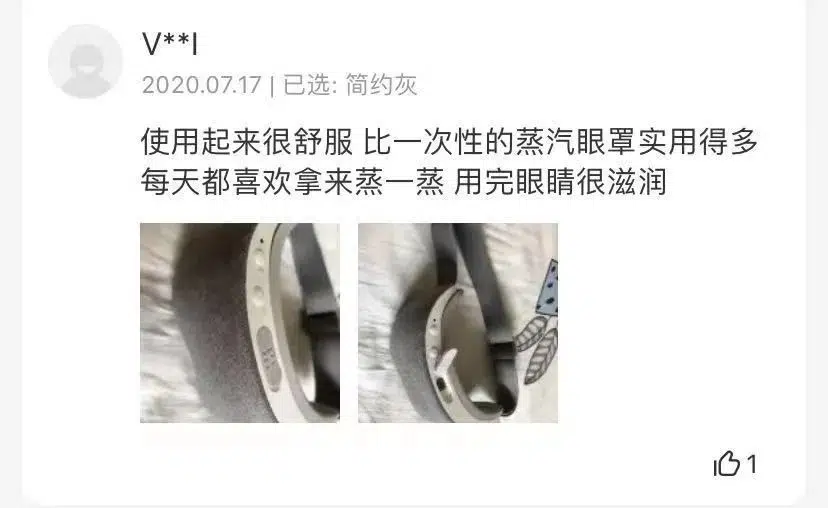 V**l
2020.07.17 | 已选: 简约灰
使用起来很舒服 比一次性的蒸汽眼罩实用得多
每天都喜欢拿来蒸一蒸 用完眼睛很滋润
1